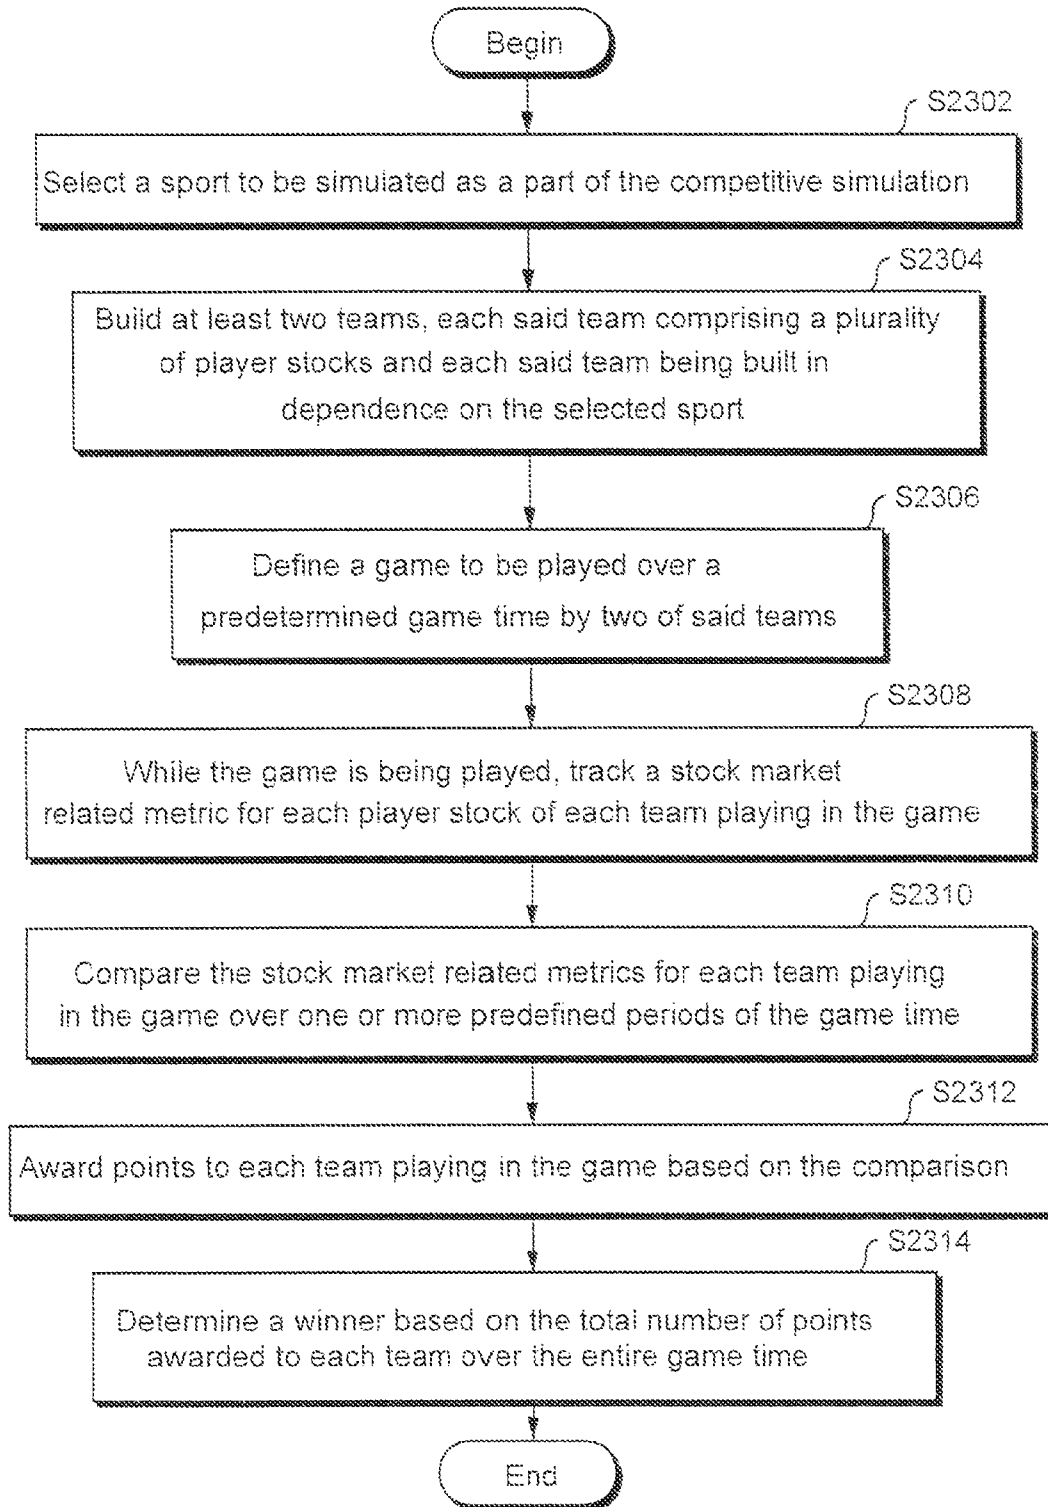 Begin
S2302
Select a sport to be simulated as a part of the competitive simulation
S2304
Build at least two teams, each said team comprising a plurality
of player stocks and each said team being built in
dependence on the selected sport
S2306
Define a game to be played over a
predetermined game time by two of said teams
S2308
While the game is being played, track a stock market
related metric for each player stock of each team playing in the game
S2310
Compare the stock market related metrics for each team playing
in the game over one or more predefined periods of the game time
S2312
Award points to each team playing in the game based on the comparison
S2314
Determine a winner based on the total number of points
awarded to each team over the entire game time
End